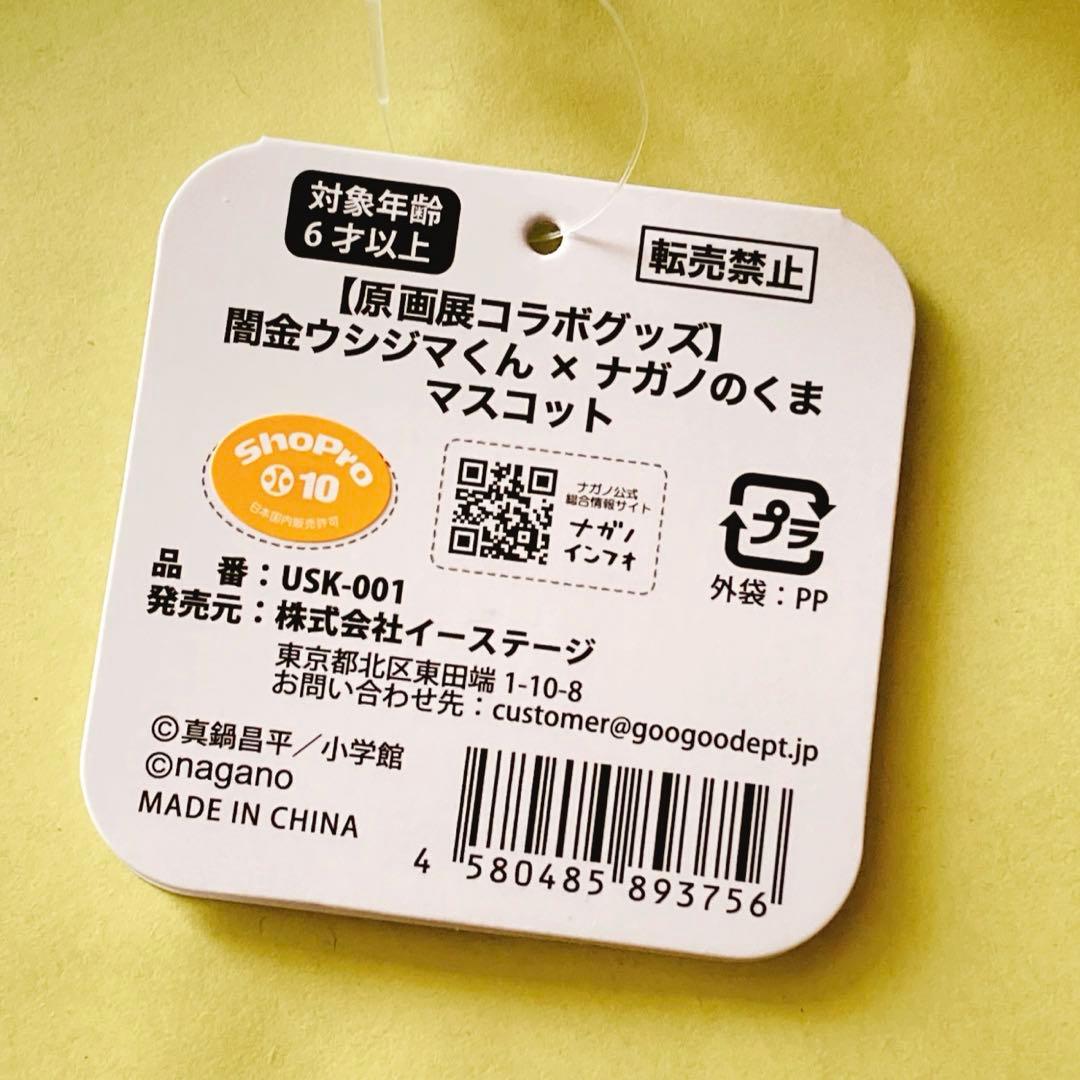 対象年齢
6才以上
転売禁止
【原画展コラボグッズ】
闇金ウシジマくん × ナガノのくま
マスコット
ShoPro
10
日本国内販売許可
ナガノ公式
総合情報サイト
ナガノ
インフォ
プラ
外袋：PP
品 番：USK-001
発売元：株式会社イーステージ
東京都北区東田端 1-10-8
お問い合わせ先：customer@googoodept.jp
©真鍋昌平／小学館
©nagano
MADE IN CHINA
4 580485 893756